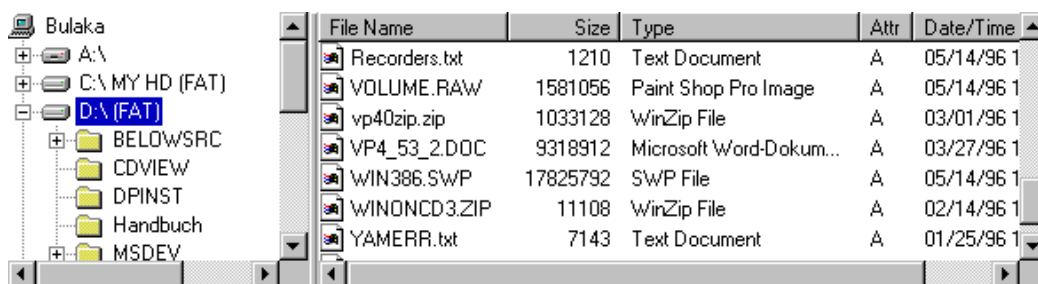 Bulaka
A:\
C:\ MY HD (FAT)
D:\ (FAT)
BELOWSRC
CDVIEW
DPINST
Handbuch
MSDEV
File Name Size Type Attr Date/Time
Recorders.txt 1210 Text Document A 05/14/96 1
VOLUME.RAW 1581056 Paint Shop Pro Image A 05/14/96 1
vp40zip.zip 1033128 WinZip File A 03/01/96 1
VP4_53_2.DOC 9318912 Microsoft Word-Dokum... A 03/27/96 1
WIN386.SWP 17825792 SWP File A 05/14/96 1
WINONCD3.ZIP 11108 WinZip File A 02/14/96 1
YAMERR.txt 7143 Text Document A 01/25/96 1